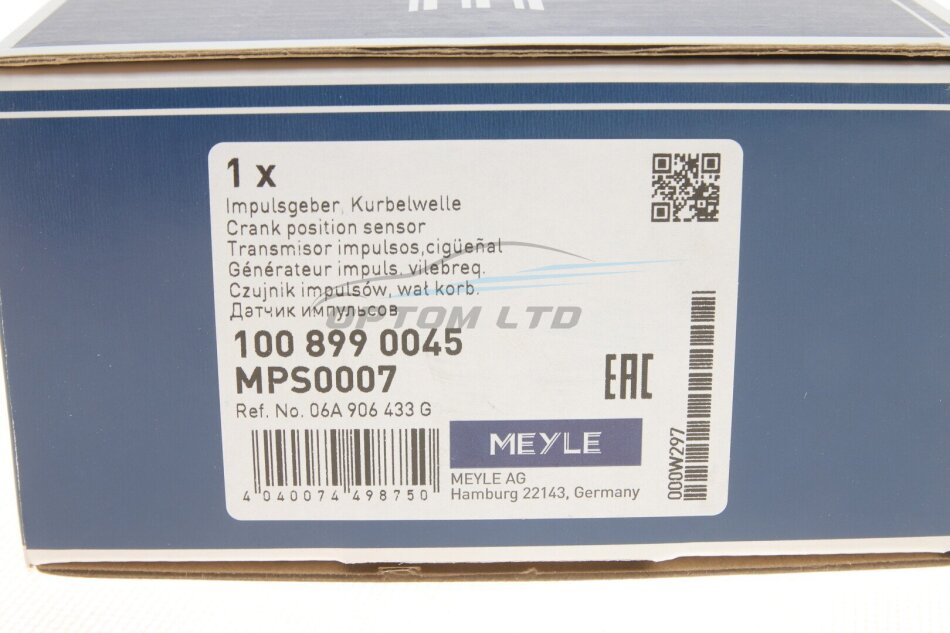 1 x
Impulsgeber, Kurbelwelle
Crank position sensor
Transmisor impulsos,cigüeñal
Générateur impuls. vilebreq.
Czujnik impulsów, wał korb.
Датчик импульсов
OPTOM LTD
100 899 0045
MPS0007
EAC
Ref. No. 06A 906 433 G
MEYLE
4 040074 498750
MEYLE AG
Hamburg 22143, Germany
000W297